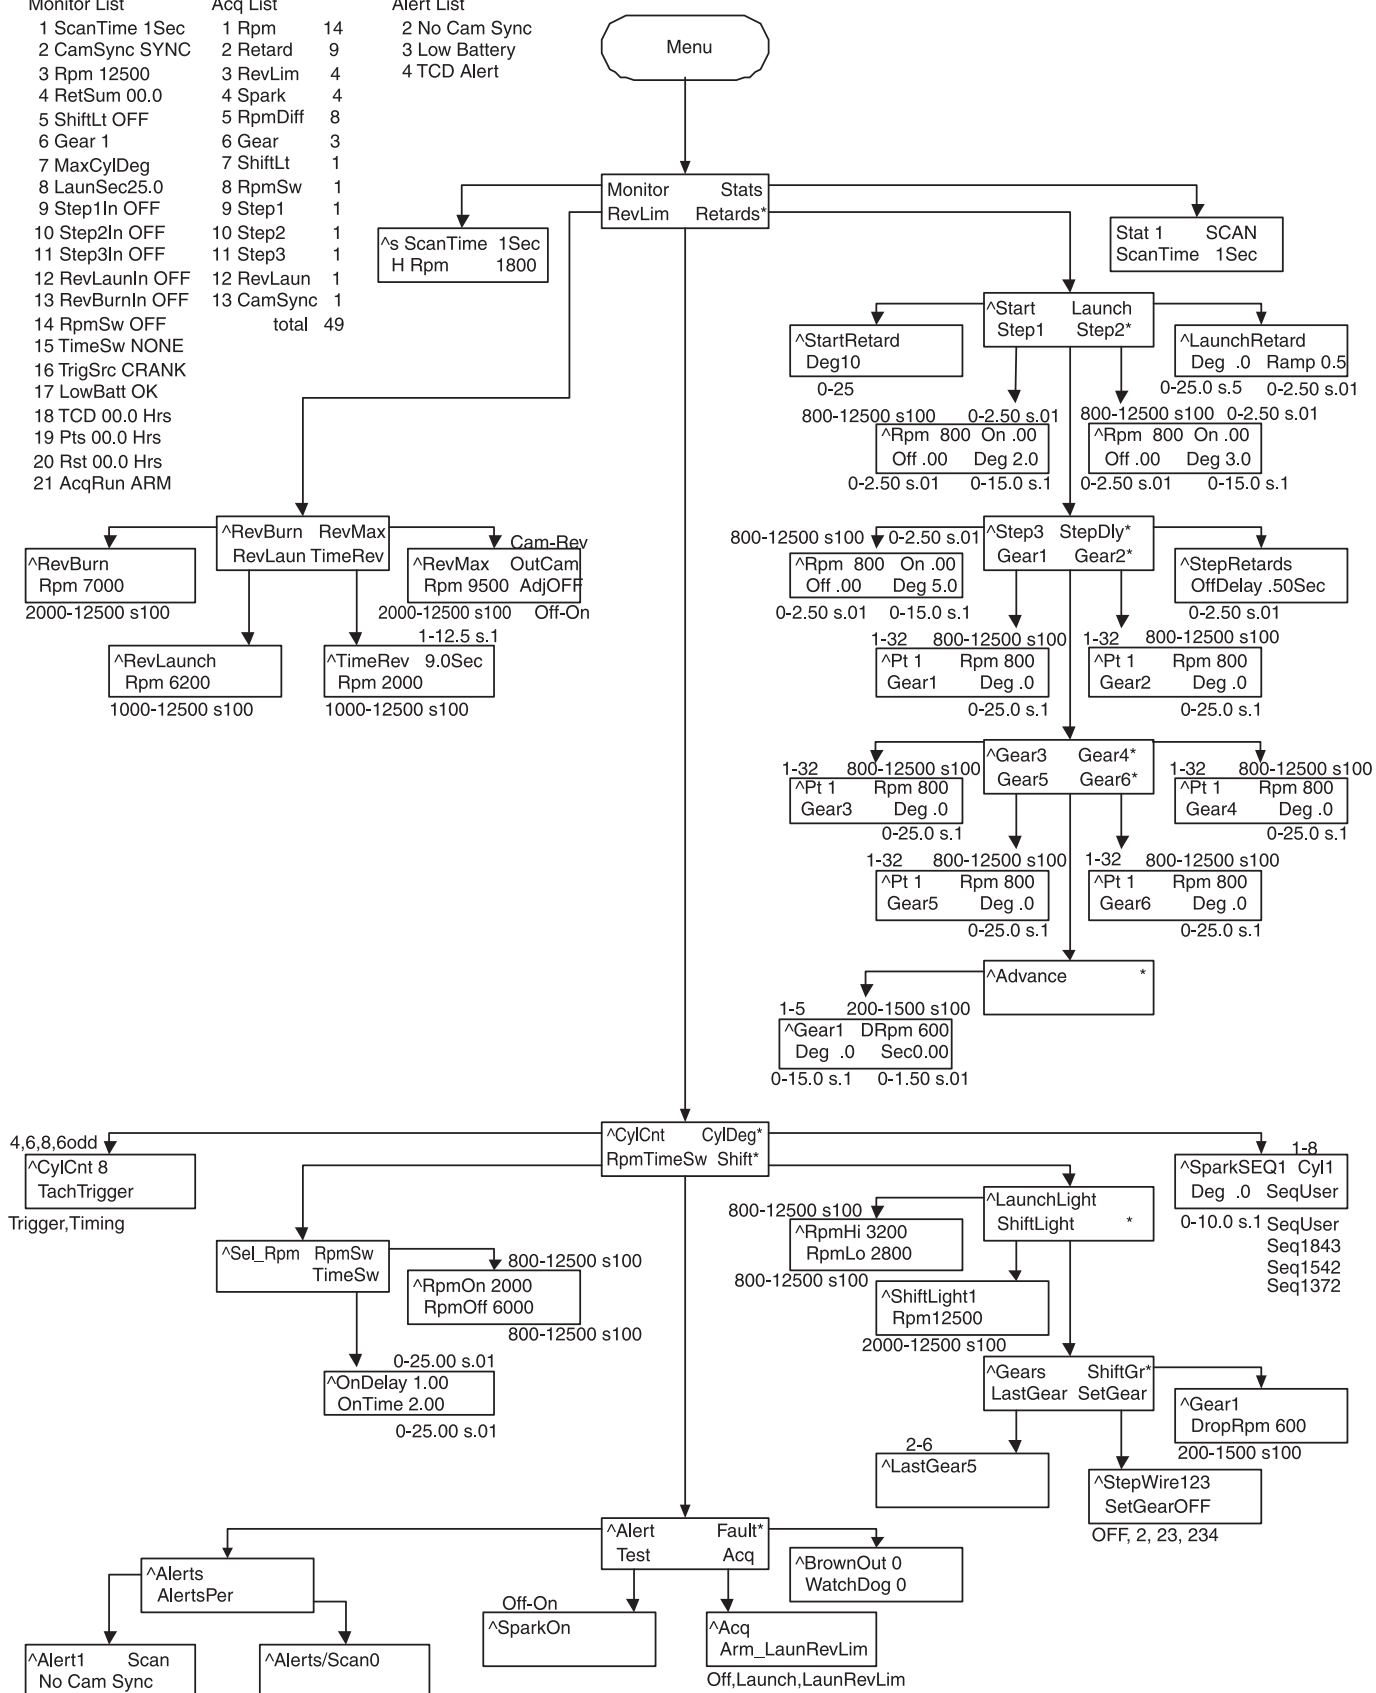 Monitor List
1 ScanTime 1Sec
2 CamSync SYNC
3 Rpm 12500
4 RetSum 00.0
5 ShiftLt OFF
6 Gear 1
7 MaxCylDeg
8 LaunSec25.0
9 Step1In OFF
10 Step2In OFF
11 Step3In OFF
12 RevLaunIn OFF
13 RevBurnIn OFF
14 RpmSw OFF
15 TimeSw NONE
16 TrigSrc CRANK
17 LowBatt OK
18 TCD 00.0 Hrs
19 Pts 00.0 Hrs
20 Rst 00.0 Hrs
21 AcqRun ARM
Acq List
1 Rpm 14
2 Retard 9
3 RevLim 4
4 Spark 4
5 RpmDiff 8
6 Gear 3
7 ShiftLt 1
8 RpmSw 1
9 Step1 1
10 Step2 1
11 Step3 1
12 RevLaun 1
13 CamSync 1
total 49
Alert List
2 No Cam Sync
3 Low Battery
4 TCD Alert
Menu
Monitor Stats
RevLim Retards*
^s ScanTime 1Sec
H Rpm 1800
Stat 1 SCAN
ScanTime 1Sec
^Start Launch
Step1 Step2*
^StartRetard
Deg10
0-25
^LaunchRetard
Deg .0 Ramp 0.5
0-25.0 s.5 0-2.50 s.01
800-12500 s100 0-2.50 s.01
^Rpm 800 On .00
Off .00 Deg 2.0
0-2.50 s.01 0-15.0 s.1
800-12500 s100 0-2.50 s.01
^Rpm 800 On .00
Off .00 Deg 3.0
0-2.50 s.01 0-15.0 s.1
^RevBurn RevMax
RevLaun TimeRev
^RevBurn
Rpm 7000
2000-12500 s100
Cam-Rev
^RevMax OutCam
Rpm 9500 AdjOFF
2000-12500 s100 Off-On
^RevLaunch
Rpm 6200
1000-12500 s100
1-12.5 s.1
^TimeRev 9.0Sec
Rpm 2000
1000-12500 s100
^Step3 StepDly*
Gear1 Gear2*
800-12500 s100 0-2.50 s.01
^Rpm 800 On .00
Off .00 Deg 5.0
0-2.50 s.01 0-15.0 s.1
^StepRetards
OffDelay .50Sec
0-2.50 s.01
1-32 800-12500 s100
^Pt 1 Rpm 800
Gear1 Deg .0
0-25.0 s.1
1-32 800-12500 s100
^Pt 1 Rpm 800
Gear2 Deg .0
0-25.0 s.1
^Gear3 Gear4*
Gear5 Gear6*
1-32 800-12500 s100
^Pt 1 Rpm 800
Gear3 Deg .0
0-25.0 s.1
1-32 800-12500 s100
^Pt 1 Rpm 800
Gear4 Deg .0
0-25.0 s.1
1-32 800-12500 s100
^Pt 1 Rpm 800
Gear5 Deg .0
0-25.0 s.1
1-32 800-12500 s100
^Pt 1 Rpm 800
Gear6 Deg .0
0-25.0 s.1
^Advance *
1-5 200-1500 s100
^Gear1 DRpm 600
Deg .0 Sec0.00
0-15.0 s.1 0-1.50 s.01
^CylCnt CylDeg*
RpmTimeSw Shift*
4,6,8,6odd
^CylCnt 8
TachTrigger
Trigger,Timing
1-8
^SparkSEQ1 Cyl1
Deg .0 SeqUser
0-10.0 s.1 SeqUser
Seq1843
Seq1542
Seq1372
^Sel_Rpm RpmSw
TimeSw
800-12500 s100
^RpmOn 2000
RpmOff 6000
800-12500 s100
0-25.00 s.01
^OnDelay 1.00
OnTime 2.00
0-25.00 s.01
^LaunchLight
ShiftLight *
800-12500 s100
^RpmHi 3200
RpmLo 2800
800-12500 s100
^ShiftLight1
Rpm12500
2000-12500 s100
^Gears ShiftGr*
LastGear SetGear
^Gear1
DropRpm 600
200-1500 s100
2-6
^LastGear5
^StepWire123
SetGearOFF
OFF, 2, 23, 234
^Alert Fault*
Test Acq
^Alerts
AlertsPer
^BrownOut 0
WatchDog 0
Off-On
^SparkOn
^Acq
Arm_LaunRevLim
Off,Launch,LaunRevLim
^Alert1 Scan
No Cam Sync
^Alerts/Scan0